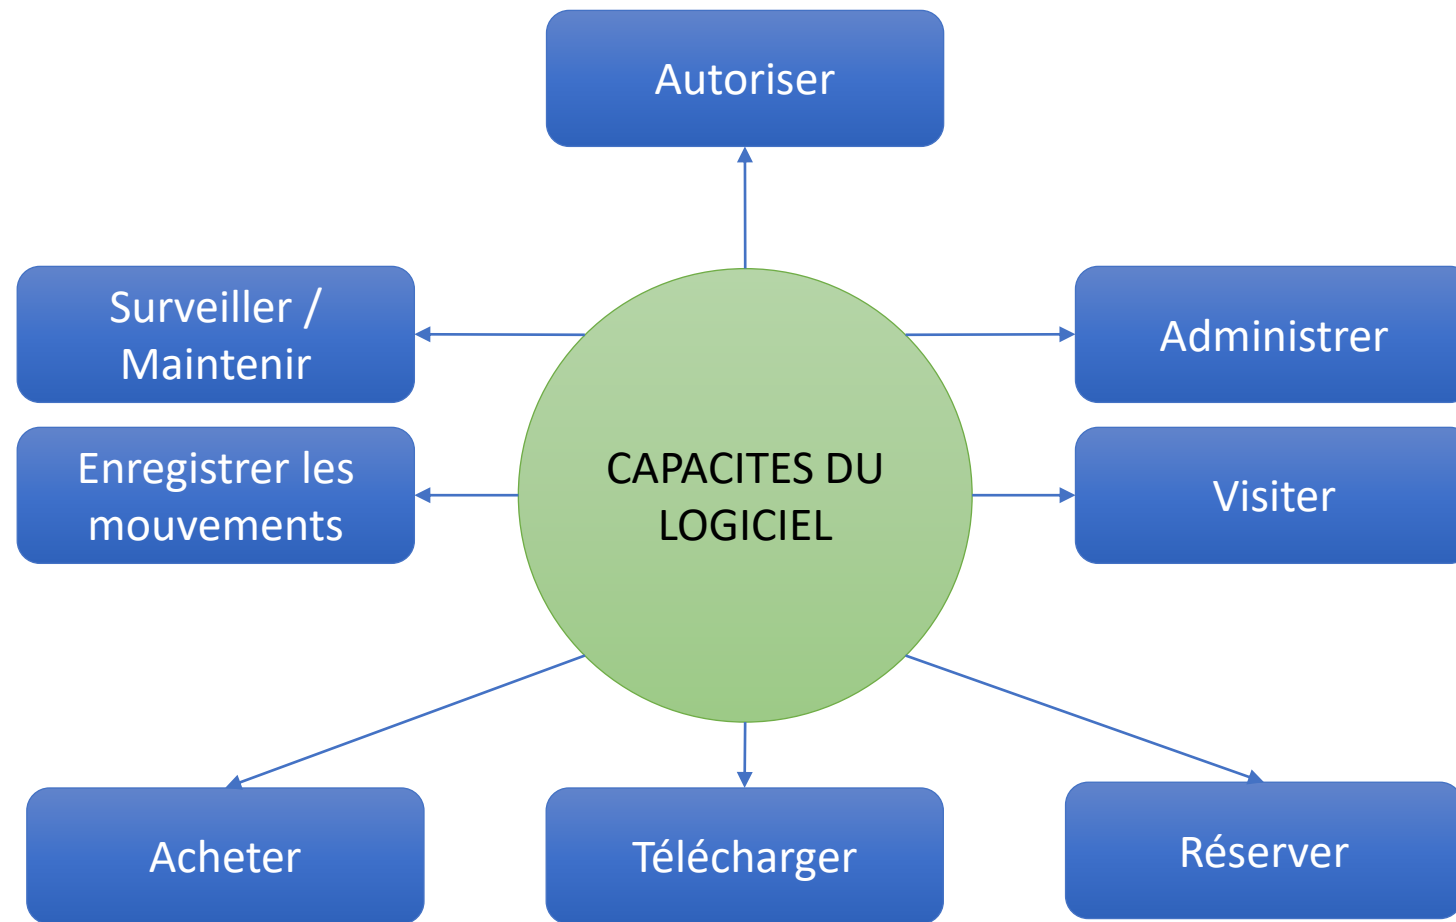 Autoriser
Surveiller /
Maintenir
Administrer
Enregistrer les
mouvements
CAPACITES DU
LOGICIEL
Visiter
Acheter
Télécharger
Réserver